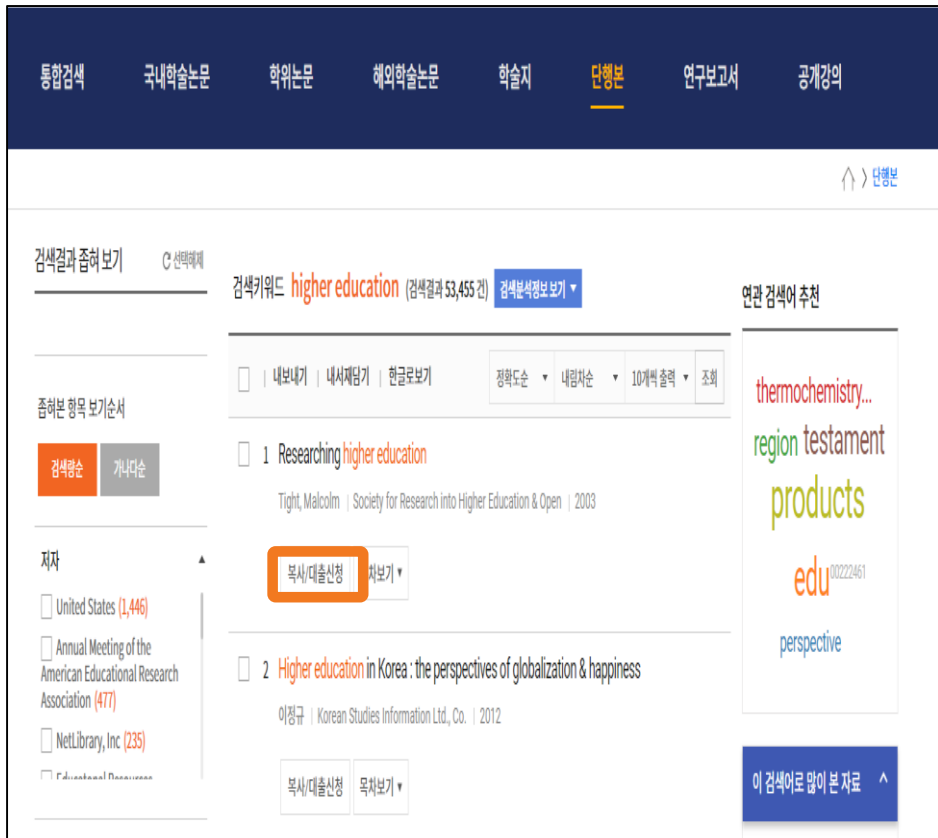 통합검색 국내학술논문 학위논문 해외학술논문 학술지 단행본 연구보고서 공개강의
단행본
검색결과 좁혀 보기 선택해제
좁혀본 항목 보기순서
검색량순 가나다순
저자
United States (1,446)
Annual Meeting of the
American Educational Research
Association (477)
NetLibrary, Inc (235)
검색키워드 higher education (검색결과 53,455 건) 검색분석정보 보기 ▼
| 내보내기 | 내서재담기 | 한글로보기 정확도순 ▼ 내림차순 ▼ 10개씩 출력 ▼ 조회
1 Researching higher education
Tight, Malcolm | Society for Research into Higher Education & Open | 2003
복사/대출신청 차보기 ▼
2 Higher education in Korea : the perspectives of globalization & happiness
이정규 | Korean Studies Information Ltd., Co. | 2012
복사/대출신청 목차보기 ▼
연관 검색어 추천
thermochemistry...
region testament
products
edu 00222461
perspective
이 검색어로 많이 본 자료